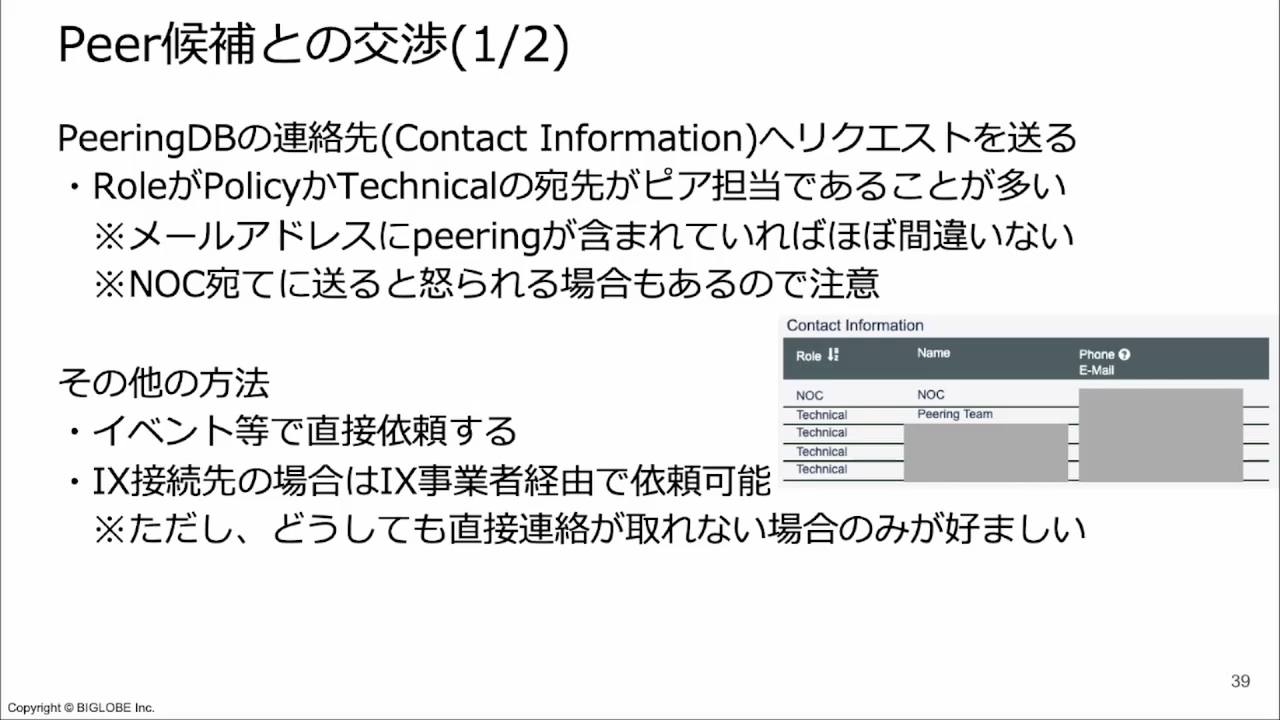 Peer候補との交渉(1/2)
PeeringDBの連絡先(Contact Information)へリクエストを送る
・RoleがPolicyかTechnicalの宛先がピア担当であることが多い
※メールアドレスにpeeringが含まれていればほぼ間違いない
※NOC宛てに送ると怒られる場合もあるので注意
Contact Information
Role Name Phone
E-Mail
NOC NOC
Technical Peering Team
Technical
Technical
Technical
その他の方法
・イベント等で直接依頼する
・IX接続先の場合はIX事業者経由で依頼可能
※ただし、どうしても直接連絡が取れない場合のみが好ましい
39
Copyright © BIGLOBE Inc.